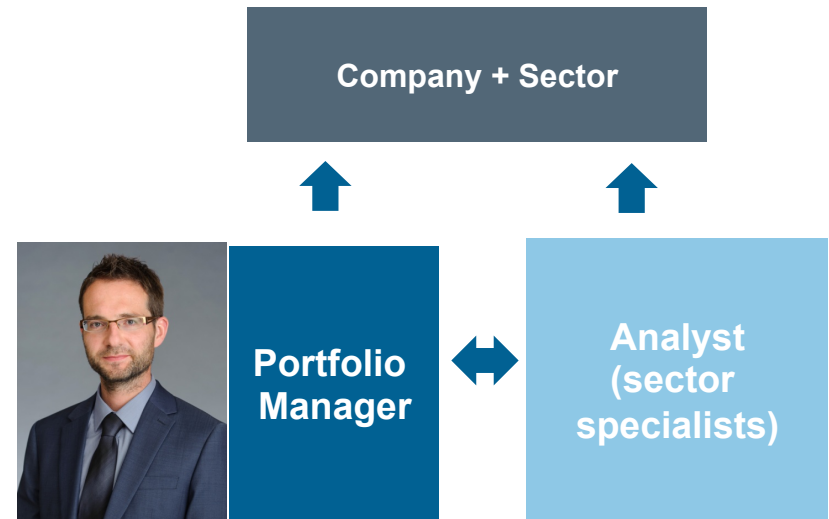 Company + Sector
Portfolio
Manager
Analyst
(sector
specialists)